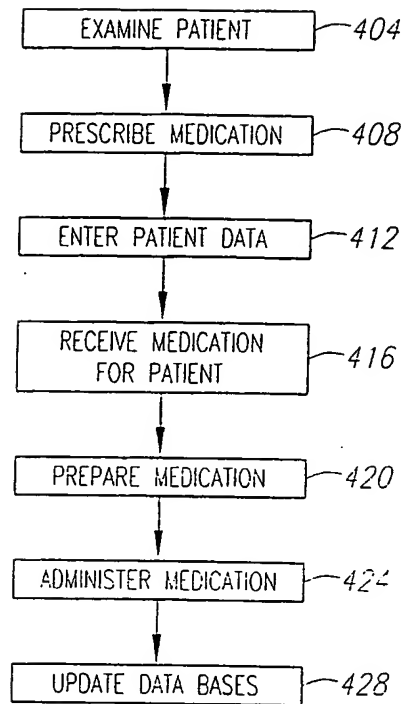 EXAMINE PATIENT 404
PRESCRIBE MEDICATION 408
ENTER PATIENT DATA 412
RECEIVE MEDICATION
FOR PATIENT 416
PREPARE MEDICATION 420
ADMINISTER MEDICATION 424
UPDATE DATA BASES 428